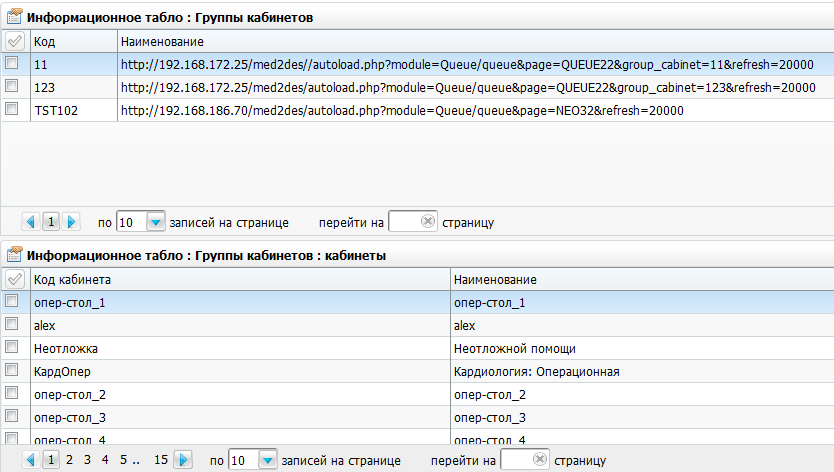 Информационное табло : Группы кабинетов
Код Наименование
11 http://192.168.172.25/med2des//autoload.php?module=Queue/queue&page=QUEUE22&group_cabinet=11&refresh=20000
123 http://192.168.172.25/med2des/autoload.php?module=Queue/queue&page=QUEUE22&group_cabinet=123&refresh=20000
TST102 http://192.168.186.70/med2des/autoload.php?module=Queue/queue&page=NEO32&refresh=20000
1 по 10 записей на странице перейти на страницу
Информационное табло : Группы кабинетов : кабинеты
Код кабинета Наименование
опер-стол_1 опер-стол_1
alex alex
Неотложка Неотложной помощи
КардОпер Кардиология: Операционная
опер-стол_2 опер-стол_2
опер-стол_3 опер-стол_3
опер-стол_4 опер-стол_4
1 2 3 4 5 .. 15 по 10 записей на странице перейти на страницу